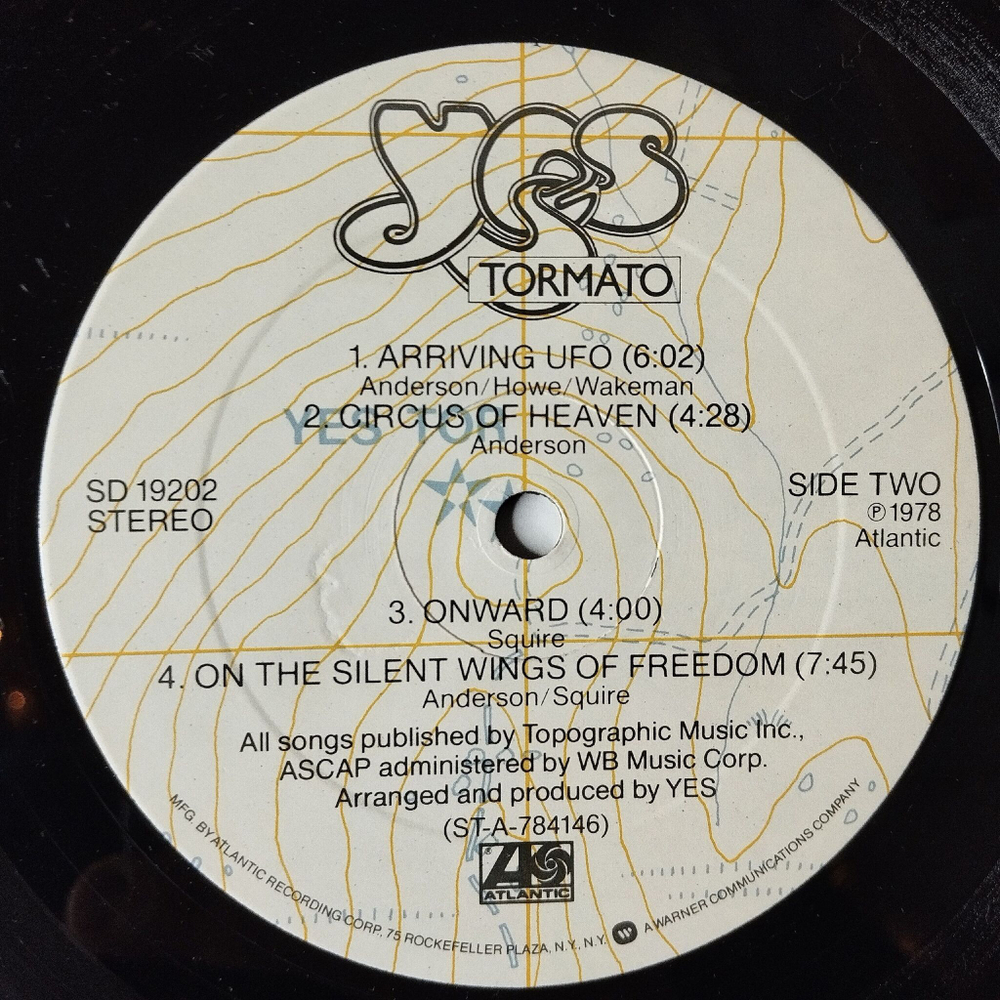 YES
TORMATO
1. ARRIVING UFO (6:02)
Anderson/Howe/Wakeman
YES TOR
2. CIRCUS OF HEAVEN (4:28)
Anderson
SD 19202
STEREO
SIDE TWO
℗ 1978
Atlantic
3. ONWARD (4:00)
Squire
4. ON THE SILENT WINGS OF FREEDOM (7:45)
Anderson/Squire
All songs published by Topographic Music Inc.,
ASCAP administered by WB Music Corp.
Arranged and produced by YES
(ST-A-784146)
ATLANTIC
MFG. BY ATLANTIC RECORDING CORP. 75 ROCKEFELLER PLAZA, N.Y., N.Y. A WARNER COMMUNICATIONS COMPANY